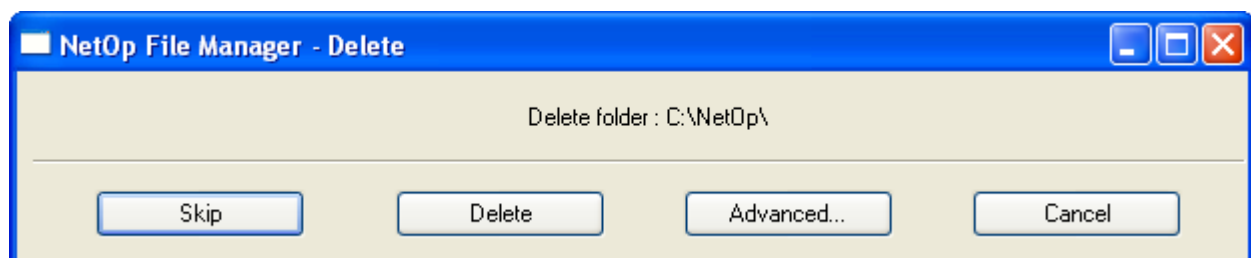 NetOp File Manager - Delete
Delete folder : C:\NetOp\
Skip Delete Advanced... Cancel